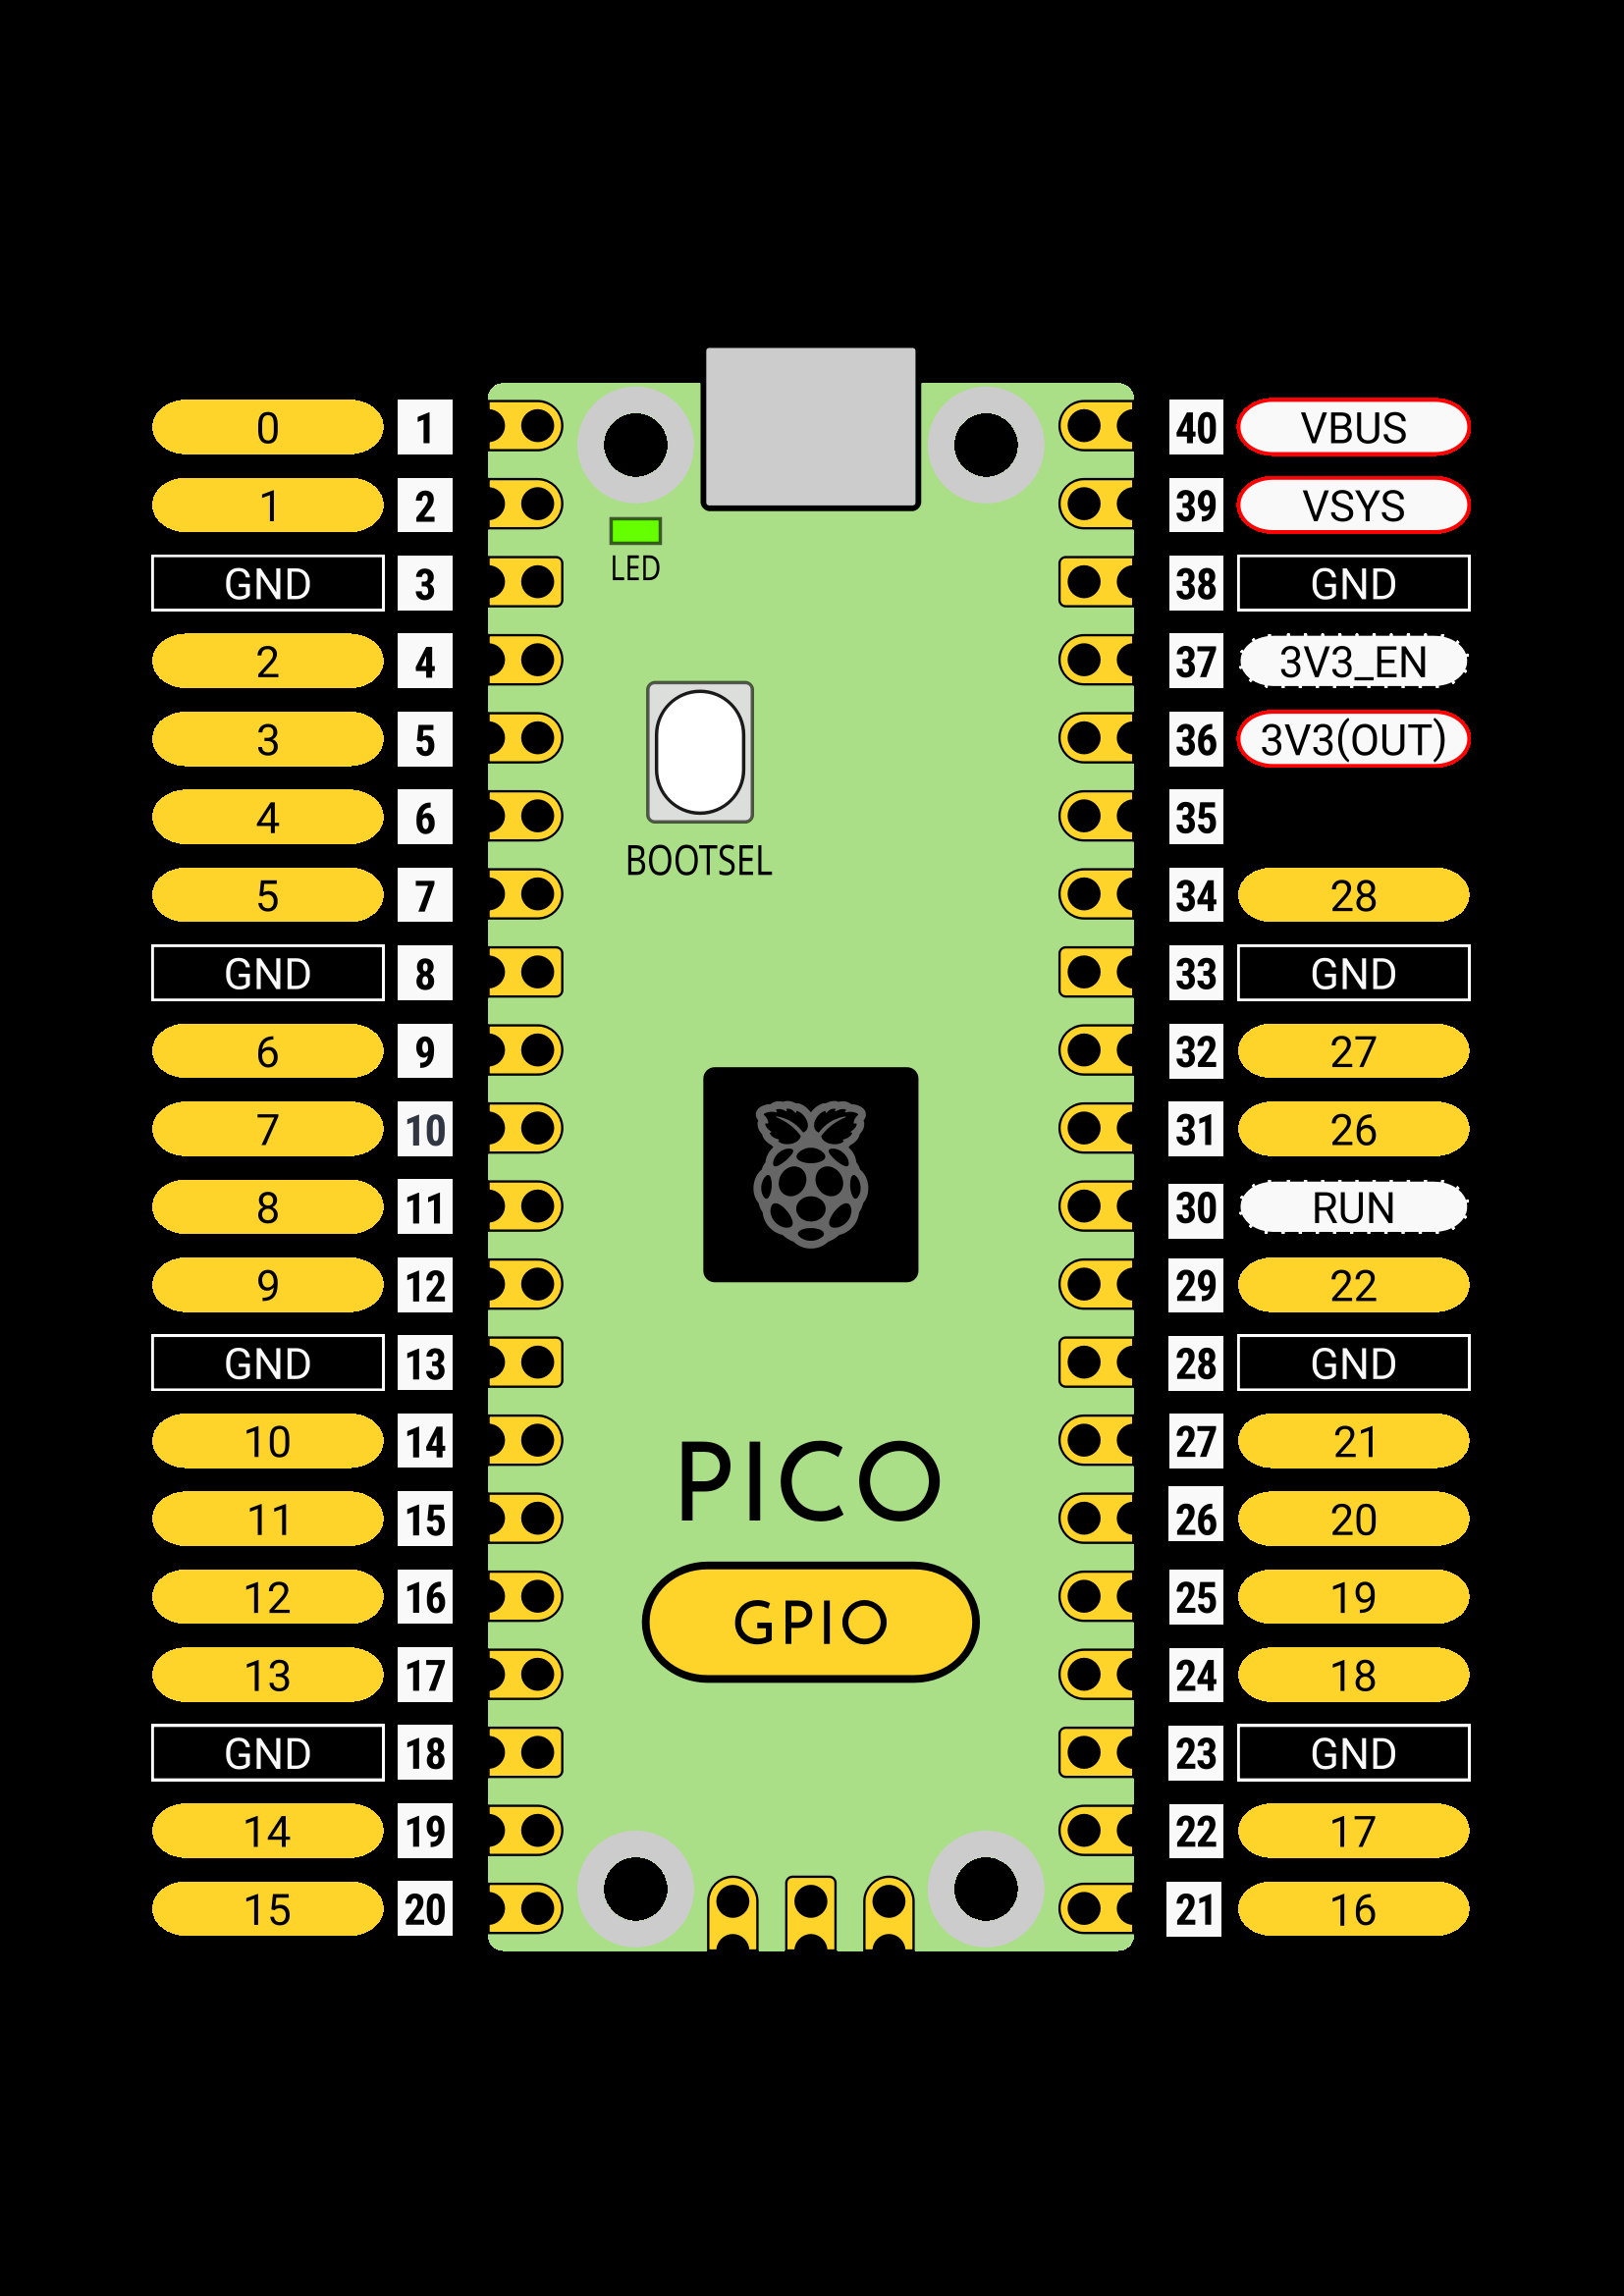 0 1 40 VBUS
1 2 39 VSYS
GND 3 LED 38 GND
2 4 37 3V3_EN
3 5 36 3V3(OUT)
4 6 35
BOOTSEL
5 7 34 28
GND 8 33 GND
6 9 32 27
7 10 31 26
8 11 30 RUN
9 12 29 22
GND 13 28 GND
10 14 27 21
PICO
11 15 26 20
12 16 25 19
GPIO
13 17 24 18
GND 18 23 GND
14 19 22 17
15 20 21 16